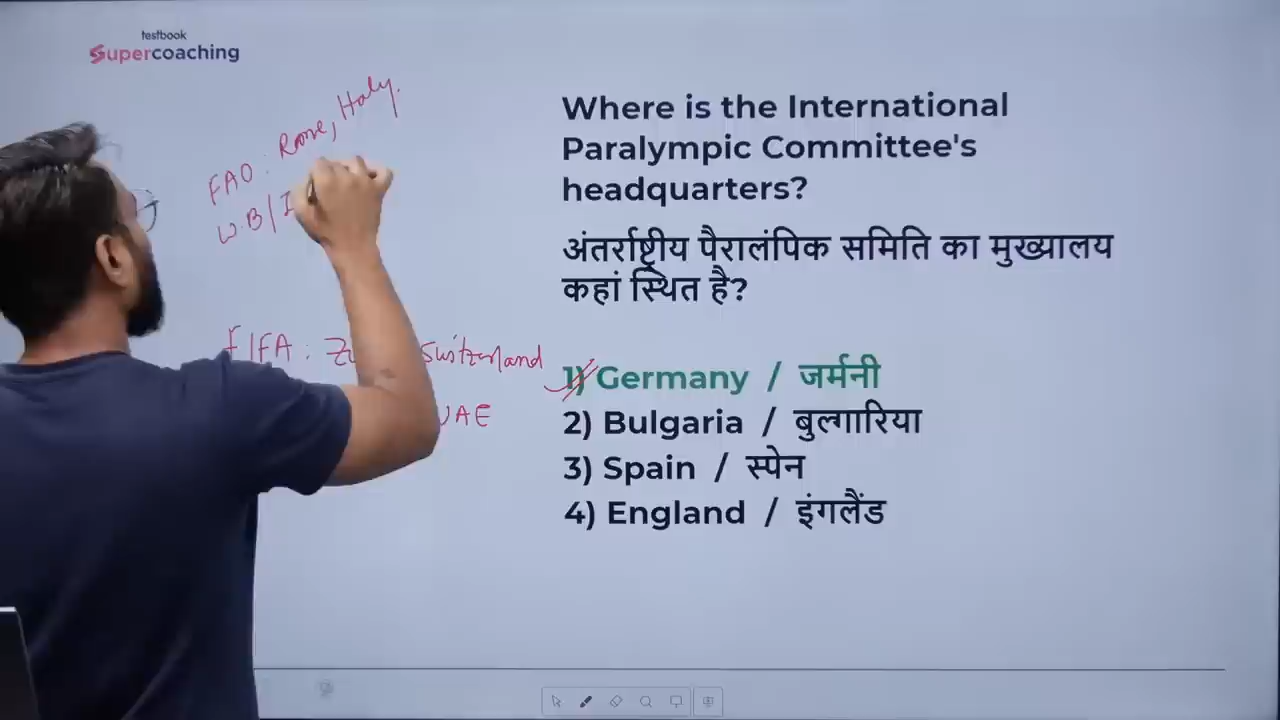 testbook
Supercoaching
FAO: Rome, Italy.
W.B/I
FIFA: Switzerland
UAE
Where is the International
Paralympic Committee's
headquarters?
अंतर्राष्ट्रीय पैरालंपिक समिति का मुख्यालय
कहां स्थित है?
1) Germany / जर्मनी
2) Bulgaria / बुल्गारिया
3) Spain / स्पेन
4) England / इंगलैंड